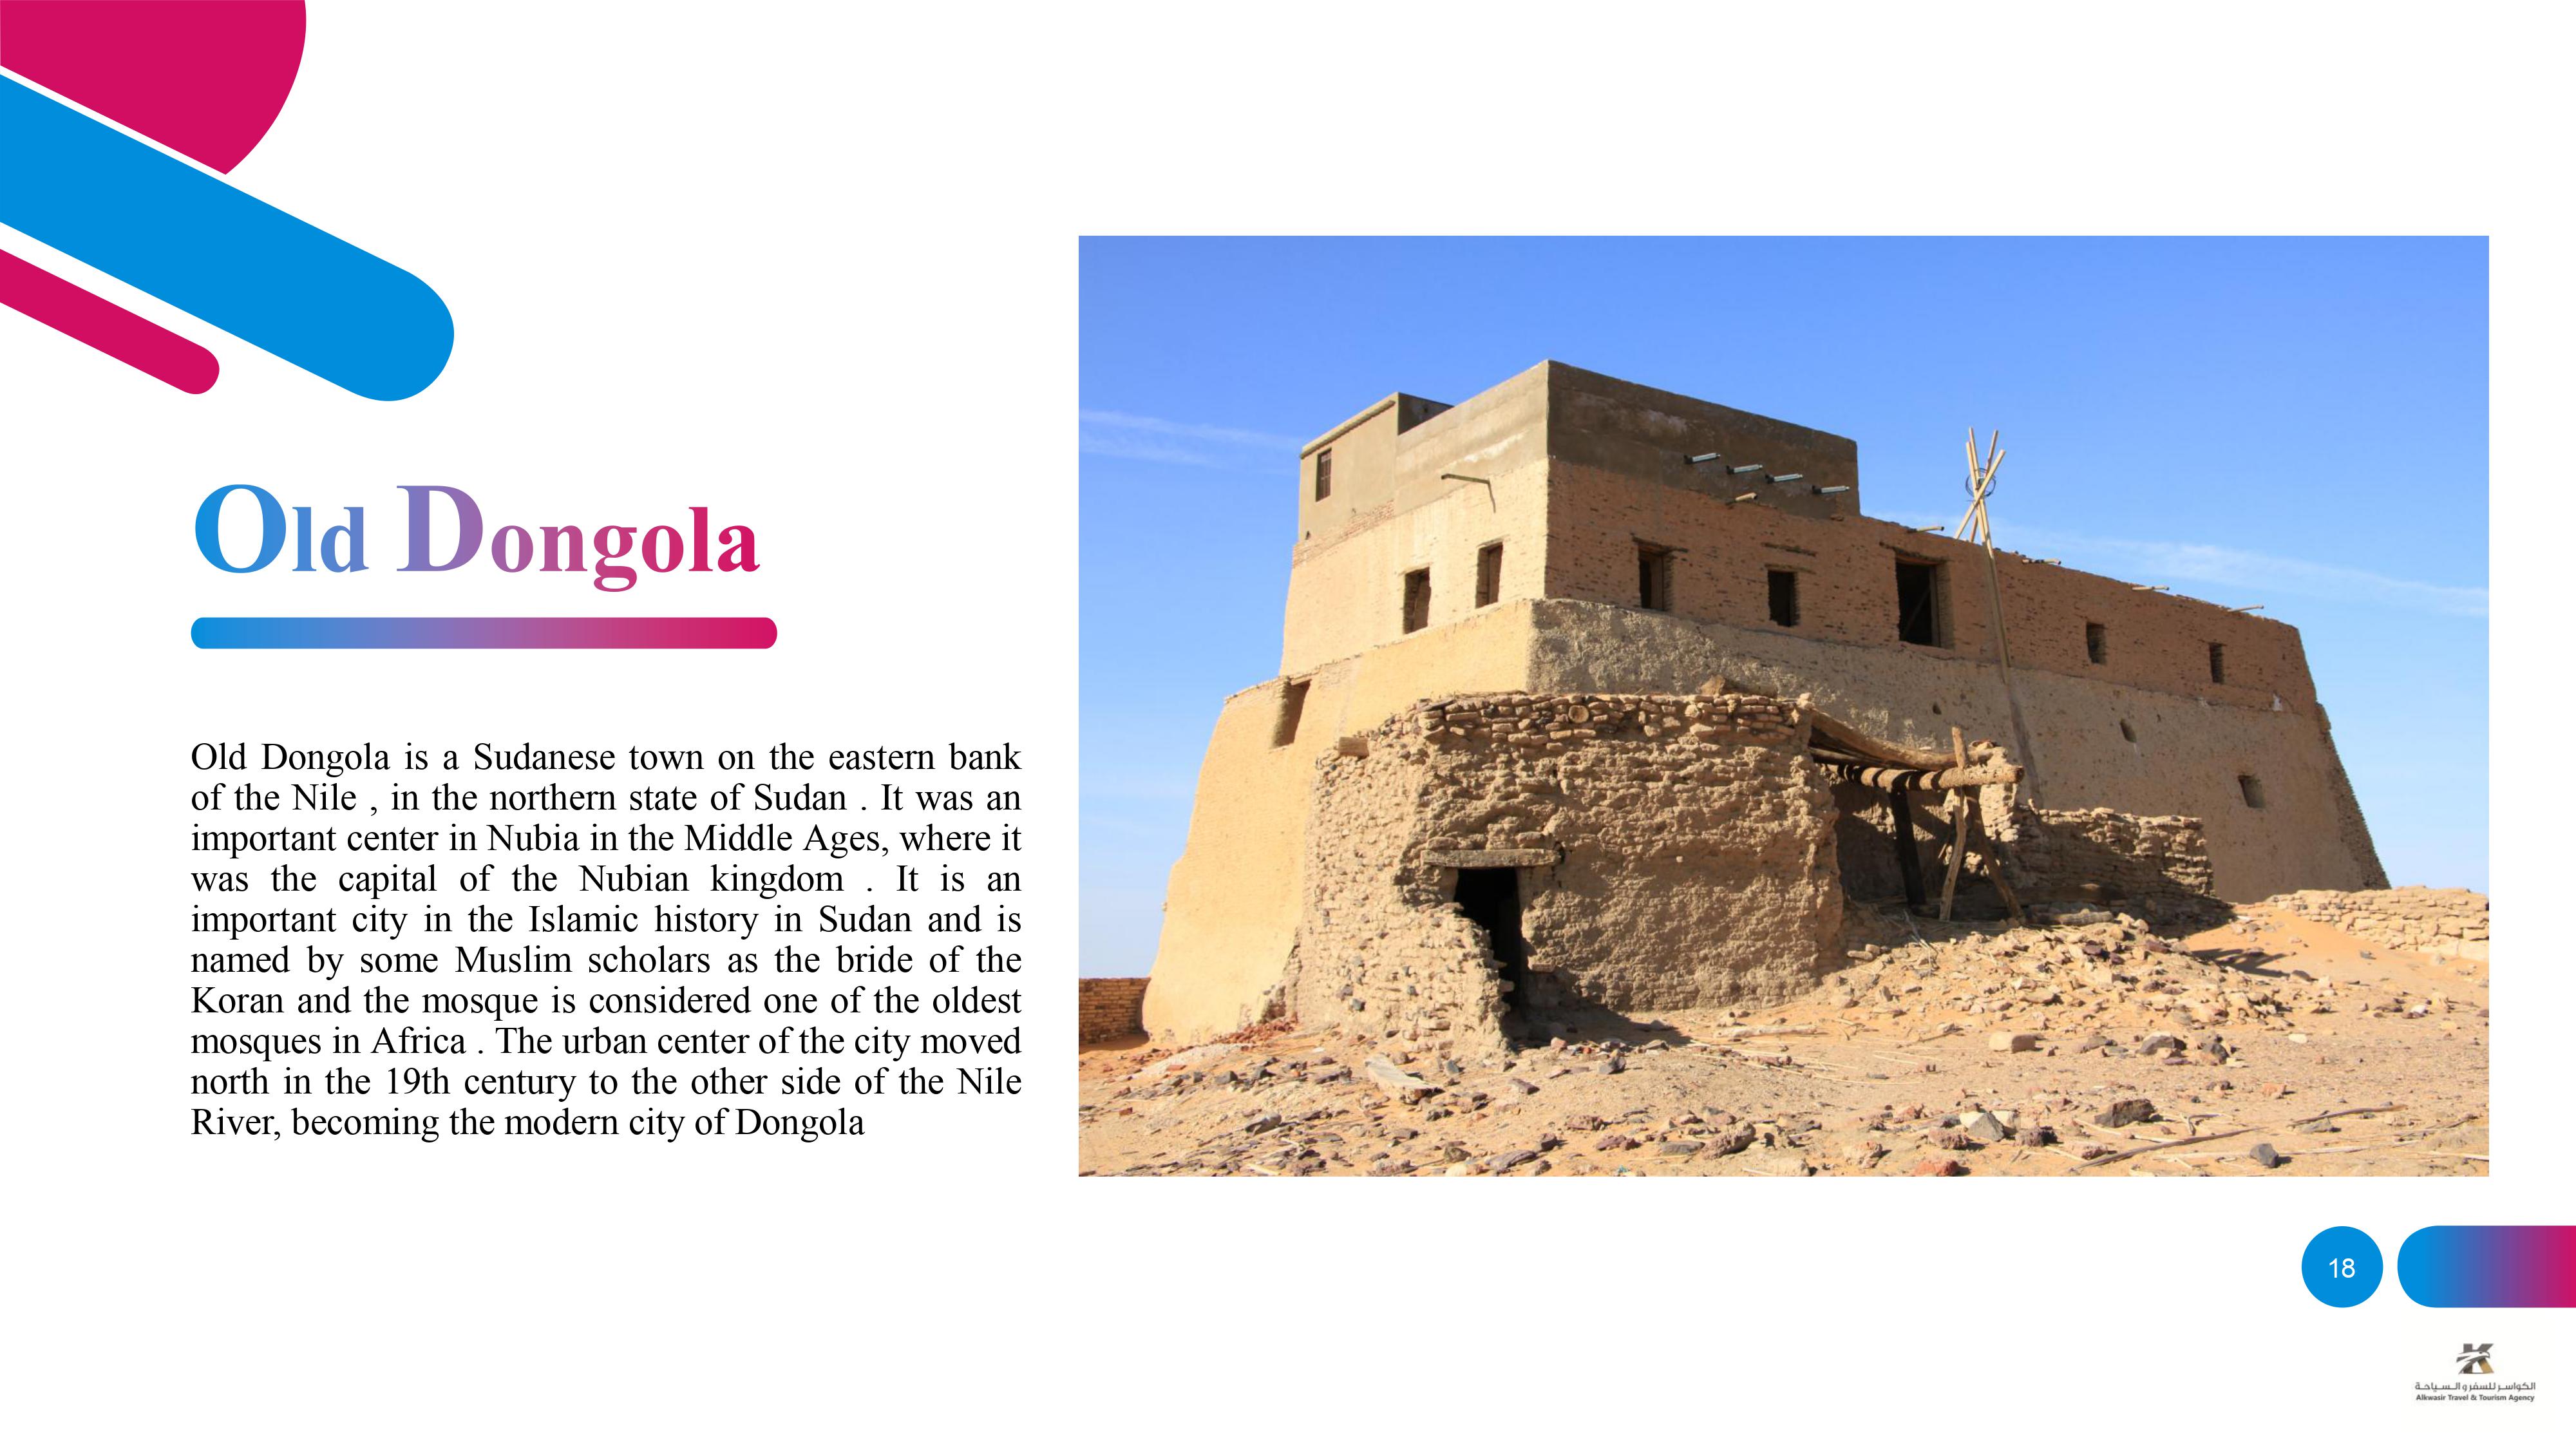 Old Dongola
Old Dongola is a Sudanese town on the eastern bank
of the Nile , in the northern state of Sudan . It was an
important center in Nubia in the Middle Ages, where it
was the capital of the Nubian kingdom . It is an
important city in the Islamic history in Sudan and is
named by some Muslim scholars as the bride of the
Koran and the mosque is considered one of the oldest
mosques in Africa . The urban center of the city moved
north in the 19th century to the other side of the Nile
River, becoming the modern city of Dongola
18
الكواسر للسفر و السياحة
Alkwasir Travel & Tourism Agency